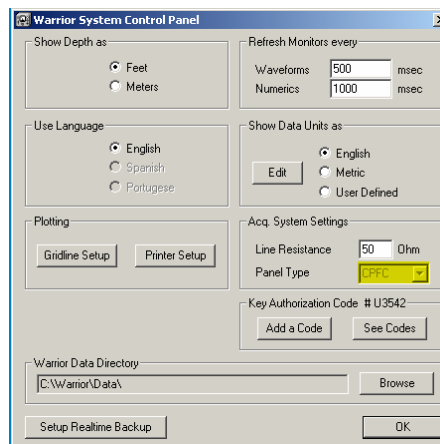 Warrior System Control Panel
Show Depth as
Feet
Meters
Refresh Monitors every
Waveforms 500 msec
Numerics 1000 msec
Use Language
English
Spanish
Portugese
Show Data Units as
Edit
English
Metric
User Defined
Plotting
Gridline Setup Printer Setup
Acq. System Settings
Line Resistance 50 Ohm
Panel Type CPFC
Key Authorization Code # U3542
Add a Code See Codes
Warrior Data Directory
C:\Warrior\Data\ Browse
Setup Realtime Backup OK